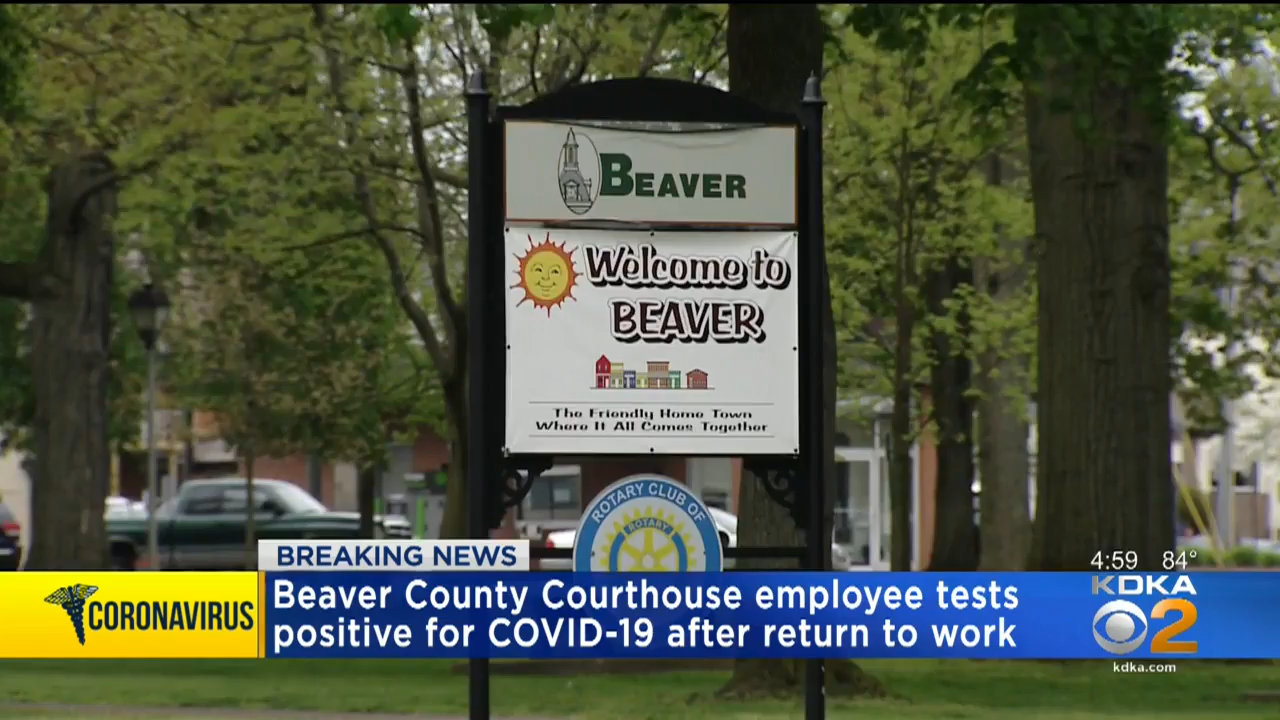 BEAVER
Welcome to
BEAVER
The Friendly Home Town
Where It All Comes Together
ROTARY CLUB OF
ROTARY
BREAKING NEWS
4:59 84°
CORONAVIRUS
Beaver County Courthouse employee tests
positive for COVID-19 after return to work
KDKA
2
kdka.com